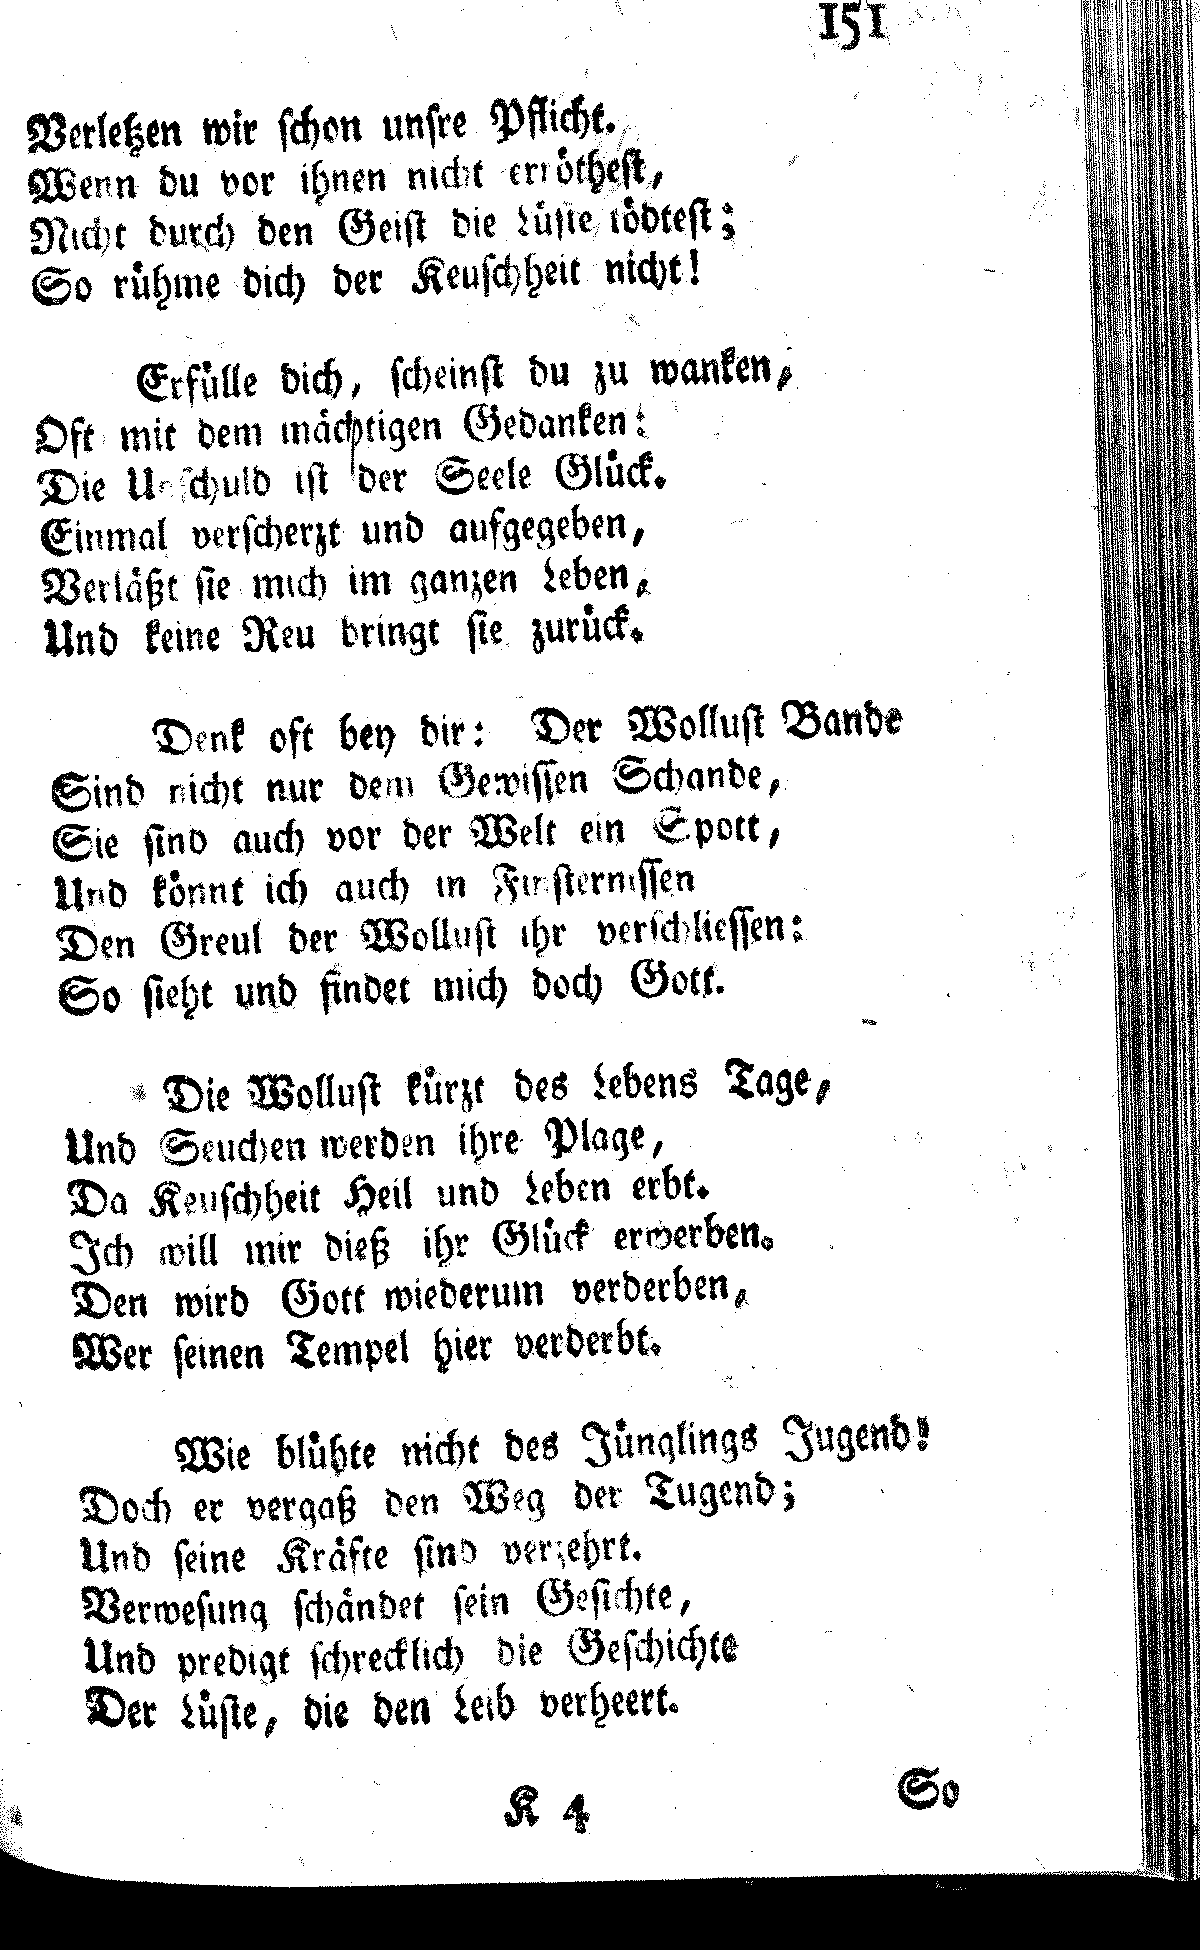 151
Verletzen wir schon unsre Pflicht.
Wenn du vor ihnen nicht erröthest,
Nicht durch den Geist die Lüste tödtest;
So rühme dich der Keuschheit nicht!
Erfülle dich, scheinst du zu wanken,
Oft mit dem mächtigen Gedanken:
Die Unschuld ist der Seele Glück.
Einmal verscherzt und aufgegeben,
Verläßt sie mich im ganzen Leben,
Und keine Reu bringt sie zurück.
Denk oft bey dir: Der Wollust Bande
Sind nicht nur dem Gewissen Schande,
Sie sind auch vor der Welt ein Spott,
Und könnt ich auch in Finsternissen
Den Greul der Wollust ihr verschliessen:
So sieht und findet mich doch Gott.
Die Wollust kürzt des Lebens Tage,
Und Seuchen werden ihre Plage,
Da Keuschheit Heil und Leben erbt.
Ich will mir dieß ihr Glück erwerben.
Den wird Gott wiederum verderben,
Wer seinen Tempel hier verderbt.
Wie blühte nicht des Jünglings Jugend!
Doch er vergaß den Weg der Tugend;
Und seine Kräfte sind verzehrt.
Verwesung schändet sein Gesichte,
Und predigt schrecklich die Geschichte
Der Lüste, die den Leib verheert.
K 4
So